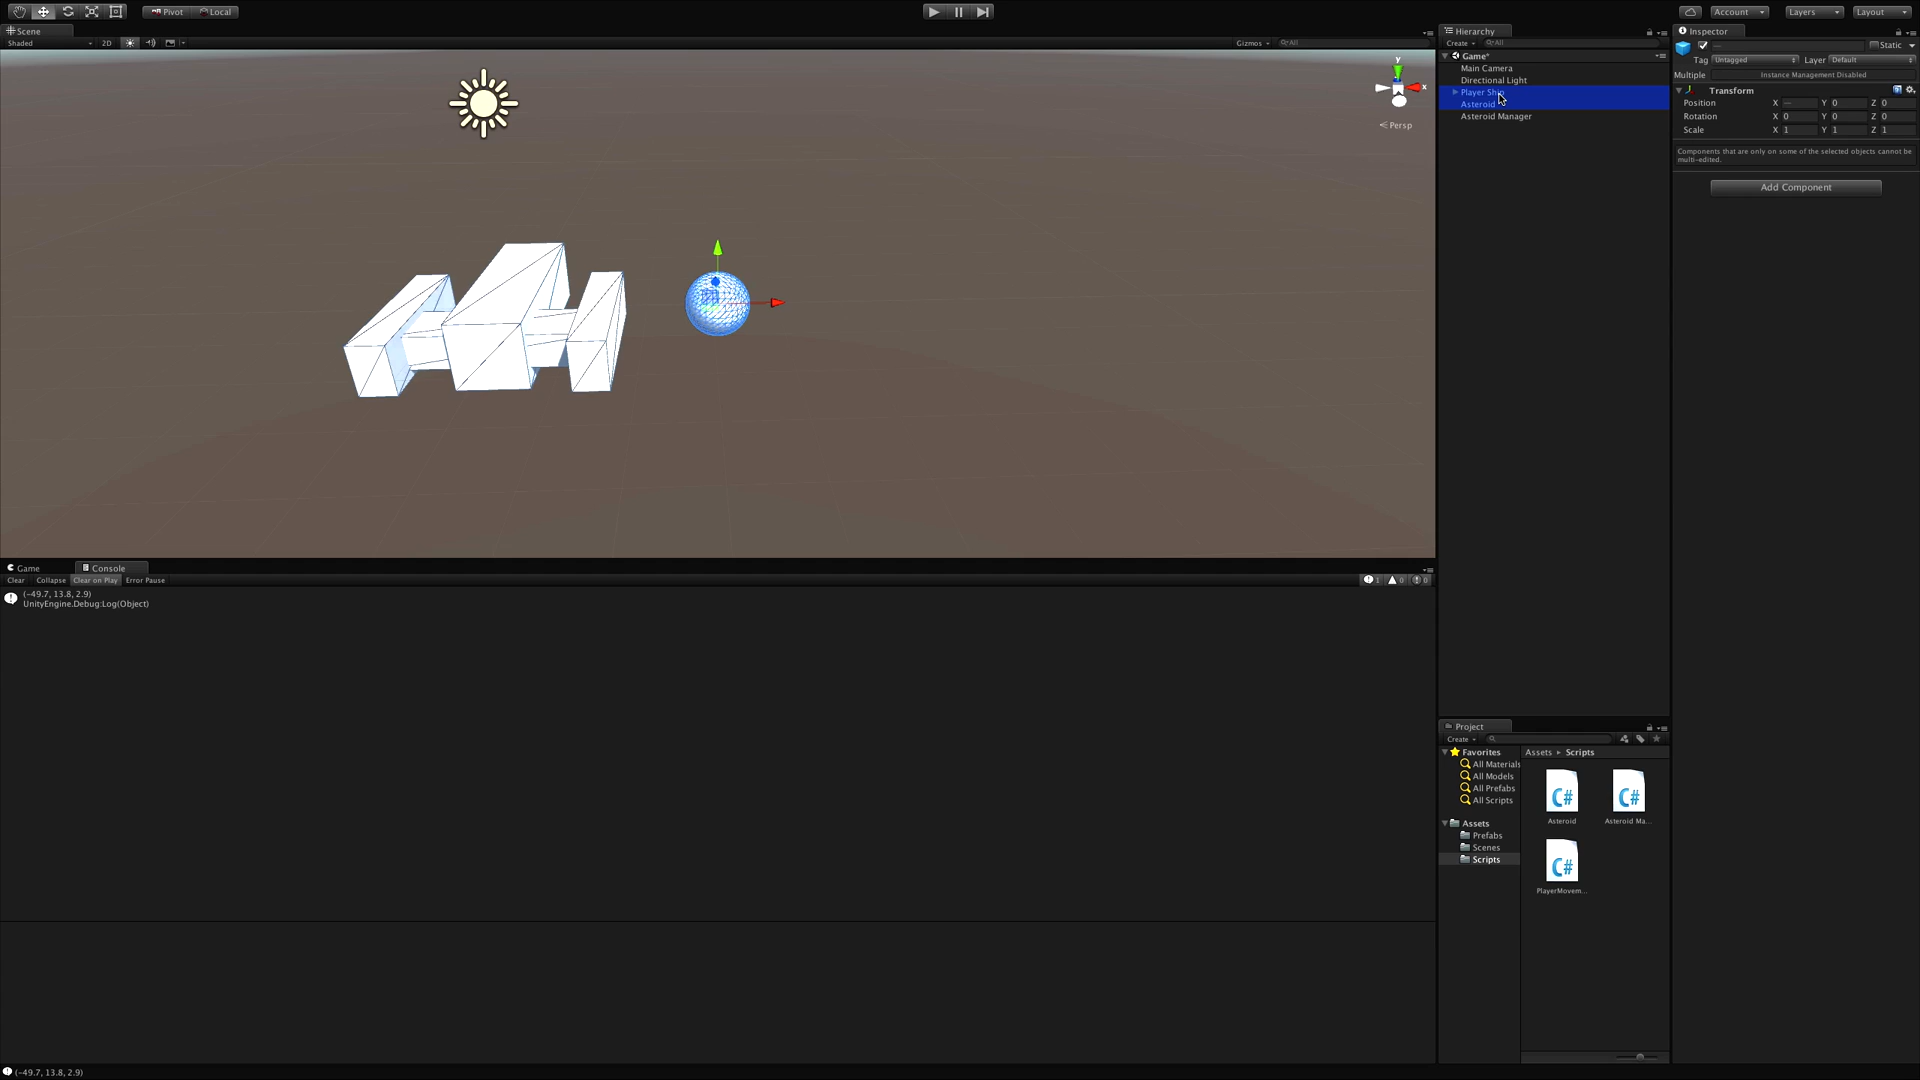 Pivot Local
Account Layers Layout
Scene
Shaded 2D Gizmos All
y
x
Persp
Hierarchy
Create All
Game*
Main Camera
Directional Light
Player Ship
Asteroid
Asteroid Manager
Inspector
— Static
Tag Untagged Layer Default
Multiple Instance Management Disabled
Transform
Position X — Y 0 Z 0
Rotation X 0 Y 0 Z 0
Scale X 1 Y 1 Z 1
Components that are only on some of the selected objects cannot be
multi-edited.
Add Component
Game Console
Clear Collapse Clear on Play Error Pause 1 0 0
(-49.7, 13.8, 2.9)
UnityEngine.Debug:Log(Object)
Project
Create
Favorites
All Materials
All Models
All Prefabs
All Scripts
Assets
Prefabs
Scenes
Scripts
Assets Scripts
C# C#
Asteroid Asteroid Ma...
C#
PlayerMovem...
(-49.7, 13.8, 2.9)